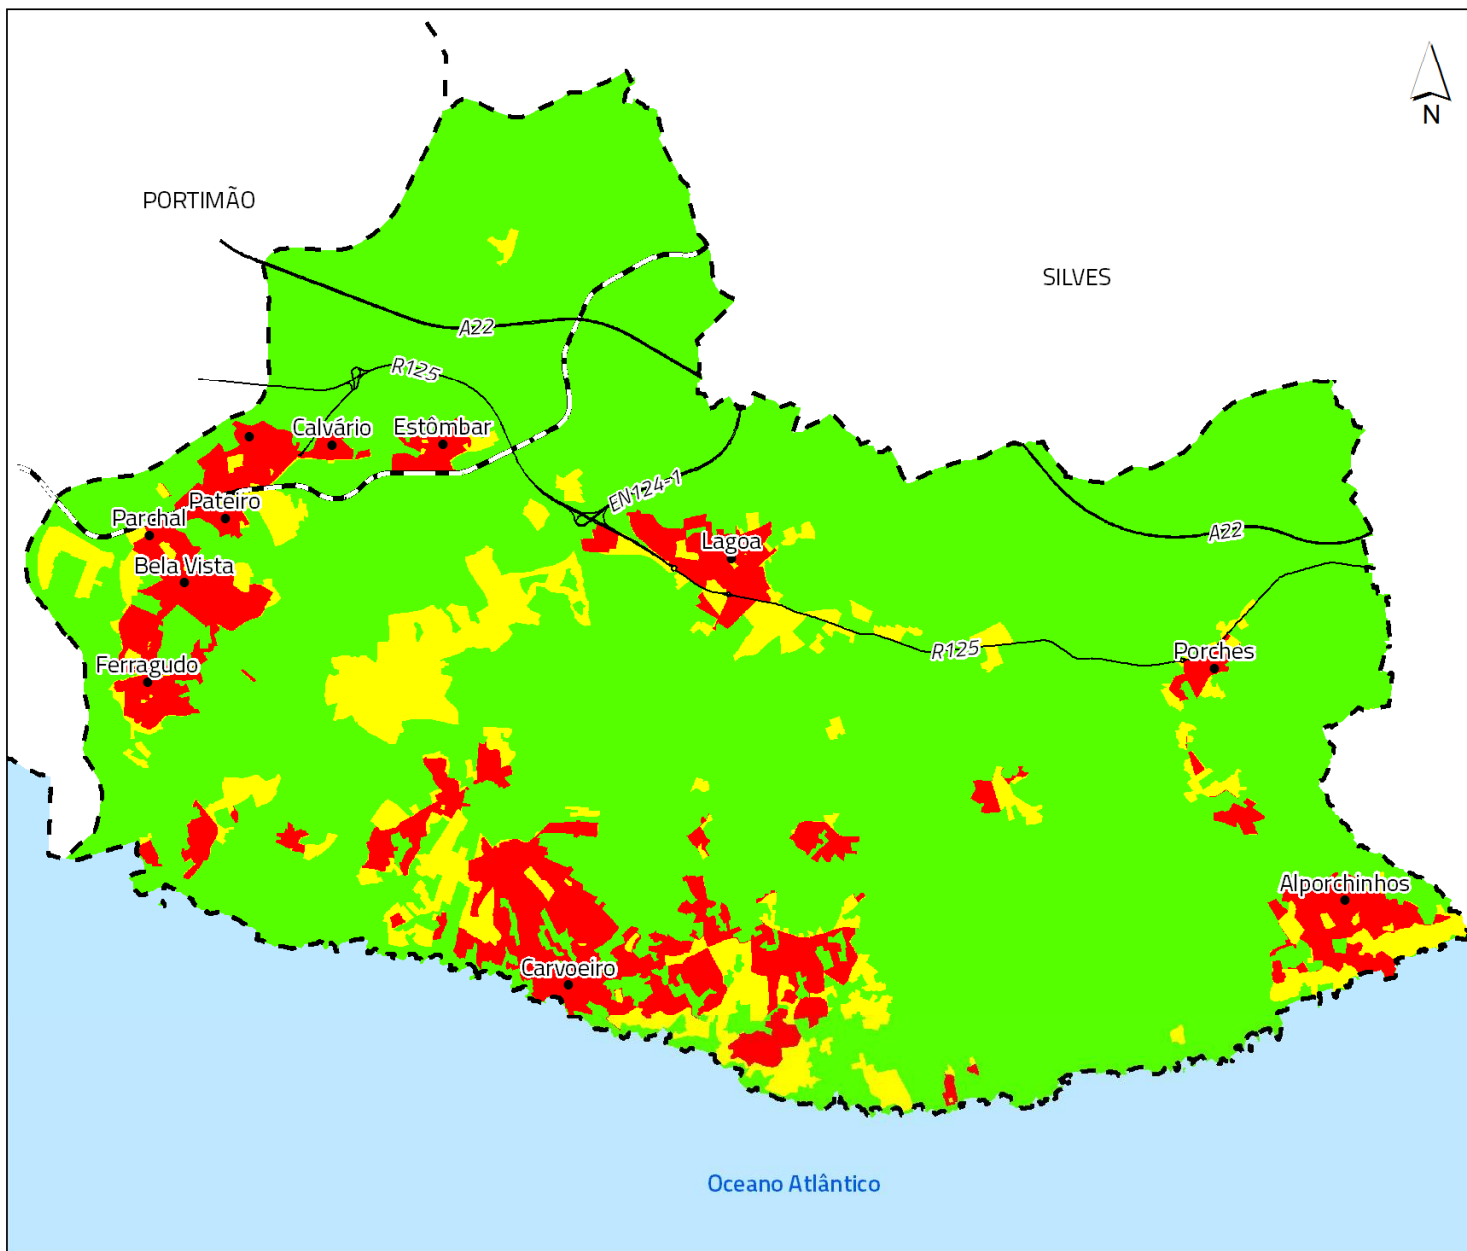 N
PORTIMÃO
SILVES
A22
R125
Calvário
Estômbar
EN124-1
Pateiro
Parchal
A22
Lagoa
Bela Vista
R125
Porches
Ferragudo
Alporchinhos
Carvoeiro
Oceano Atlântico